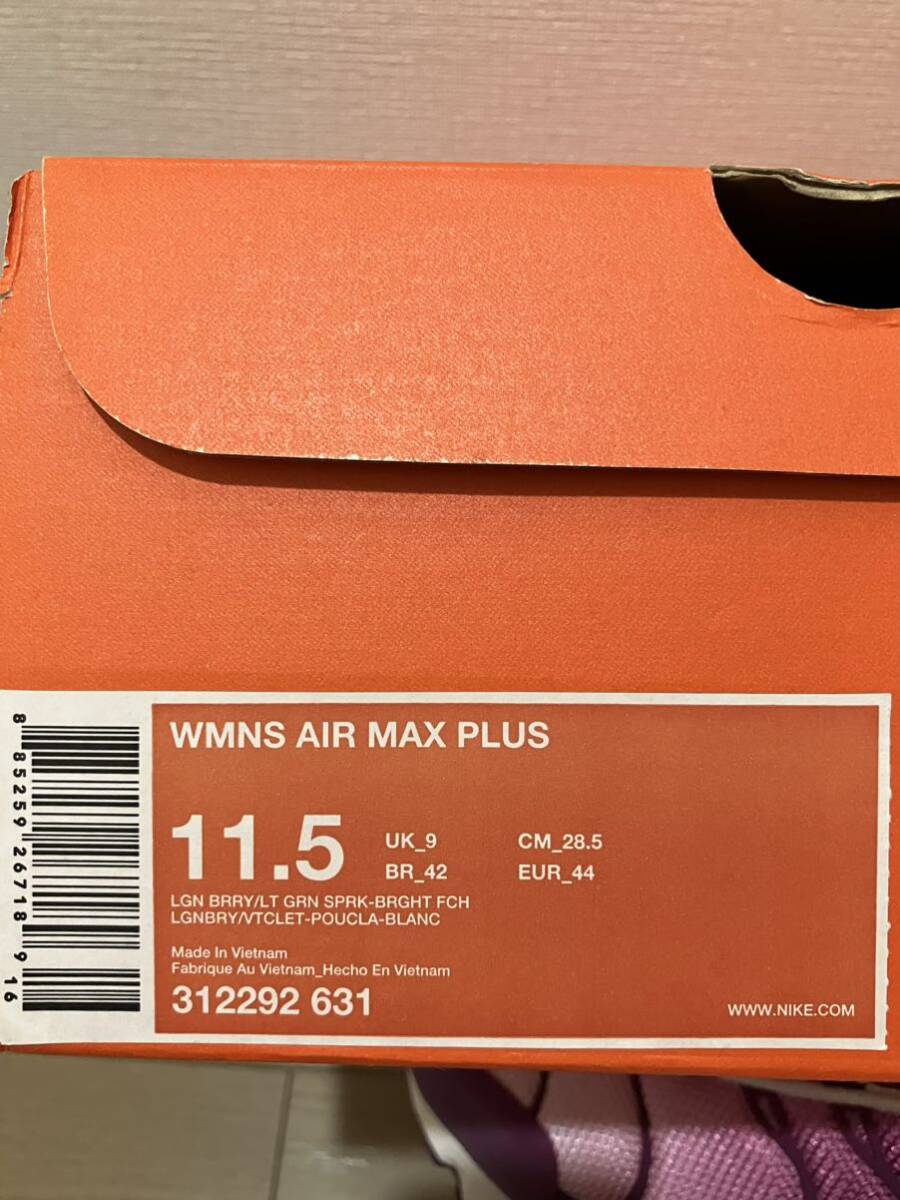 WMNS AIR MAX PLUS
11.5
UK_9 CM_28.5
BR_42 EUR_44
LGN BRRY/LT GRN SPRK-BRGHT FCH
LGNBRY/VTCLET-POUCLA-BLANC
Made In Vietnam
Fabrique Au Vietnam_Hecho En Vietnam
312292 631
WWW.NIKE.COM
8 85259 26718 9 16